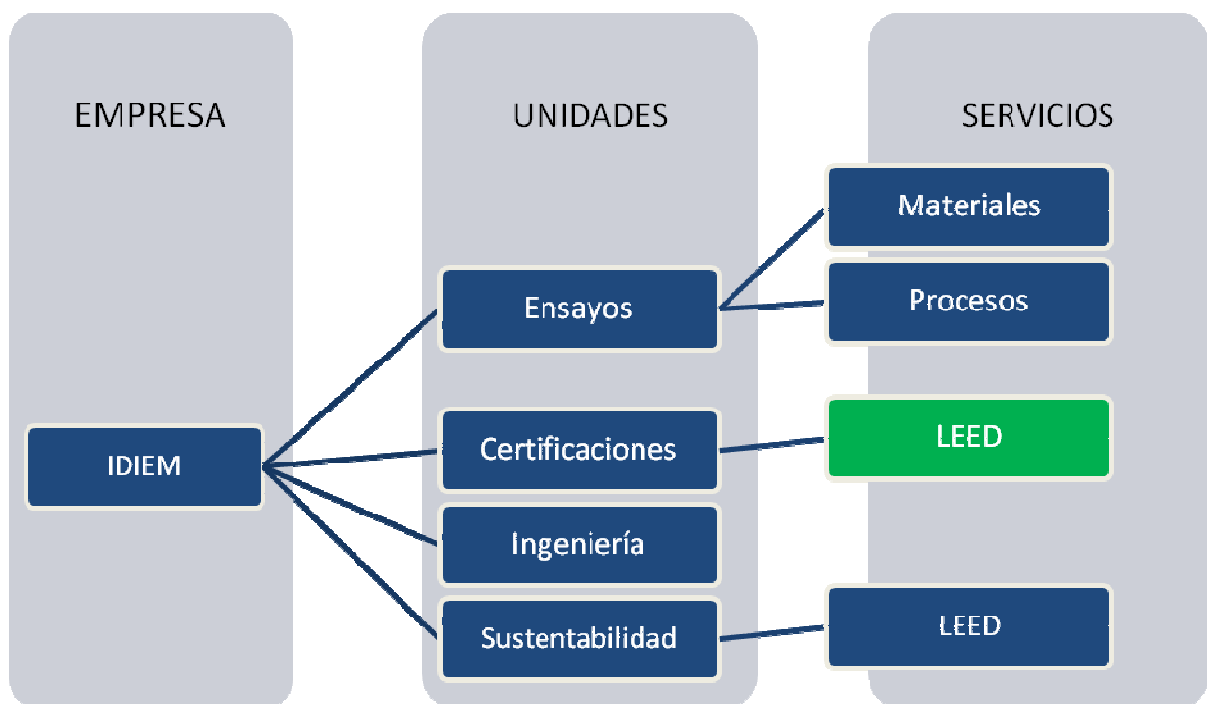 EMPRESA
UNIDADES
SERVICIOS
Materiales
Procesos
Ensayos
LEED
Certificaciones
IDIEM
Ingeniería
Sustentabilidad
LEED